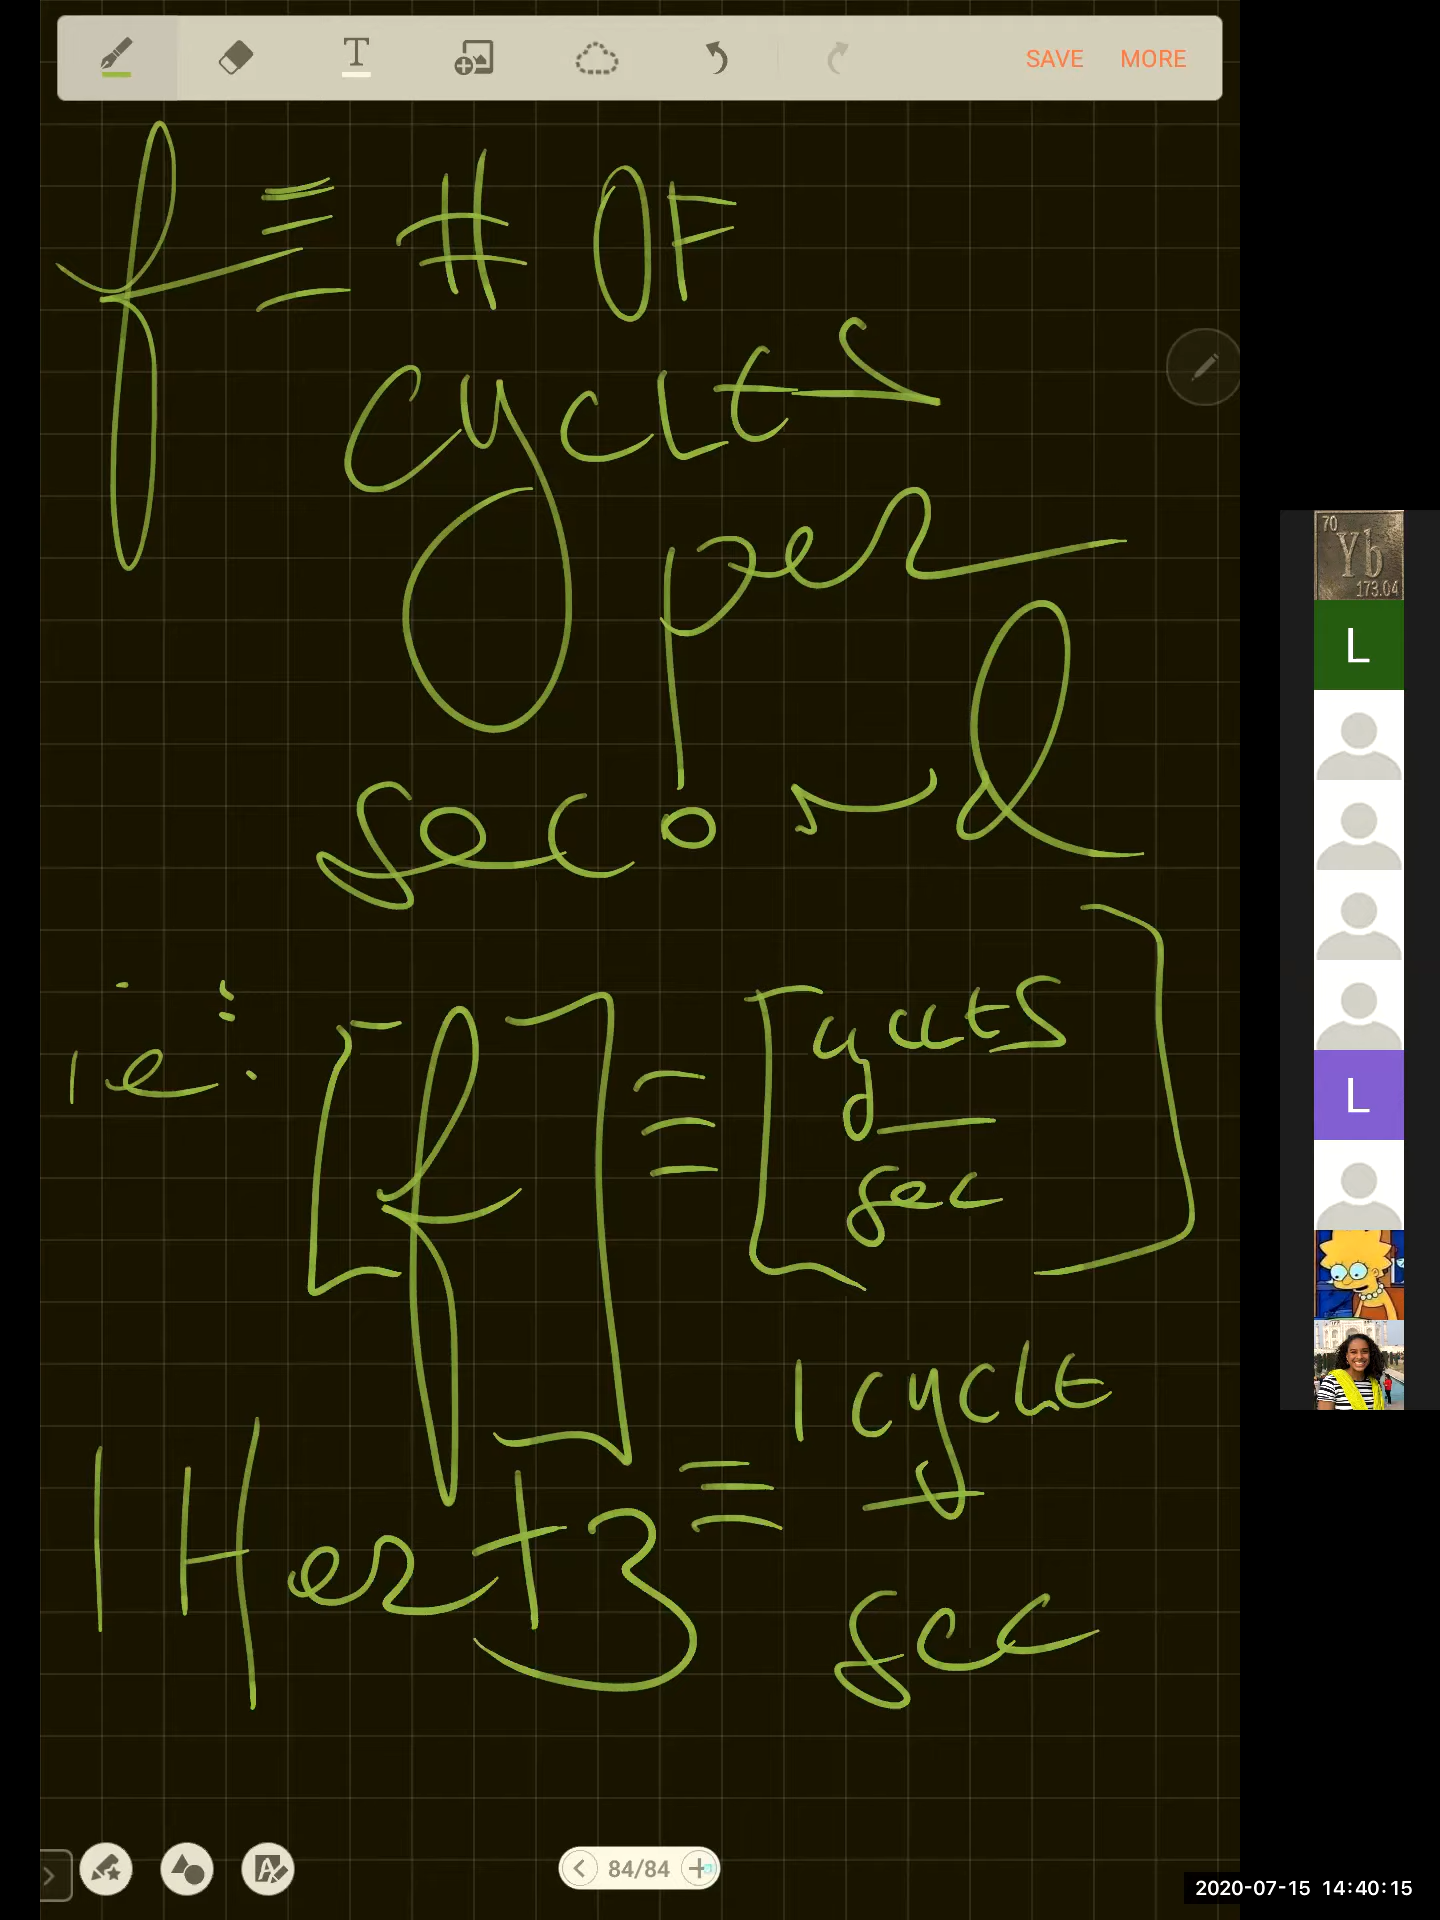 T SAVE MORE
f ≡ # OF
cycles
per
second
ie: [f] ≡ [cycles
sec]
1 Hertz ≡ 1 cycle
sec
70
Yb
173.04
L
L
84/84
2020-07-15 14:40:15